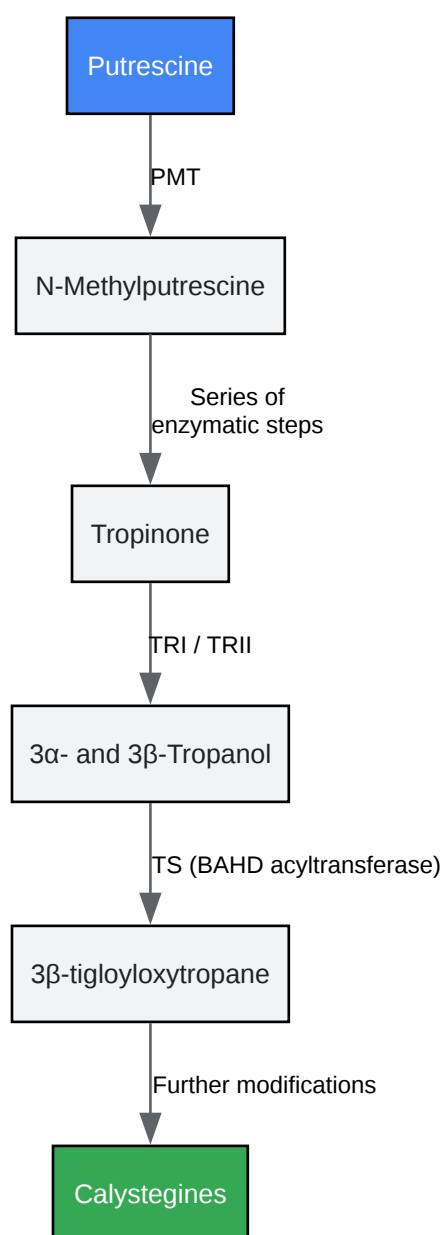 Putrescine
PMT
N-Methylputrescine
Series of
enzymatic steps
Tropinone
TRI / TRII
3α- and 3β-Tropanol
TS (BAHD acyltransferase)
3β-tigloyloxytropane
Further modifications
Calystegines